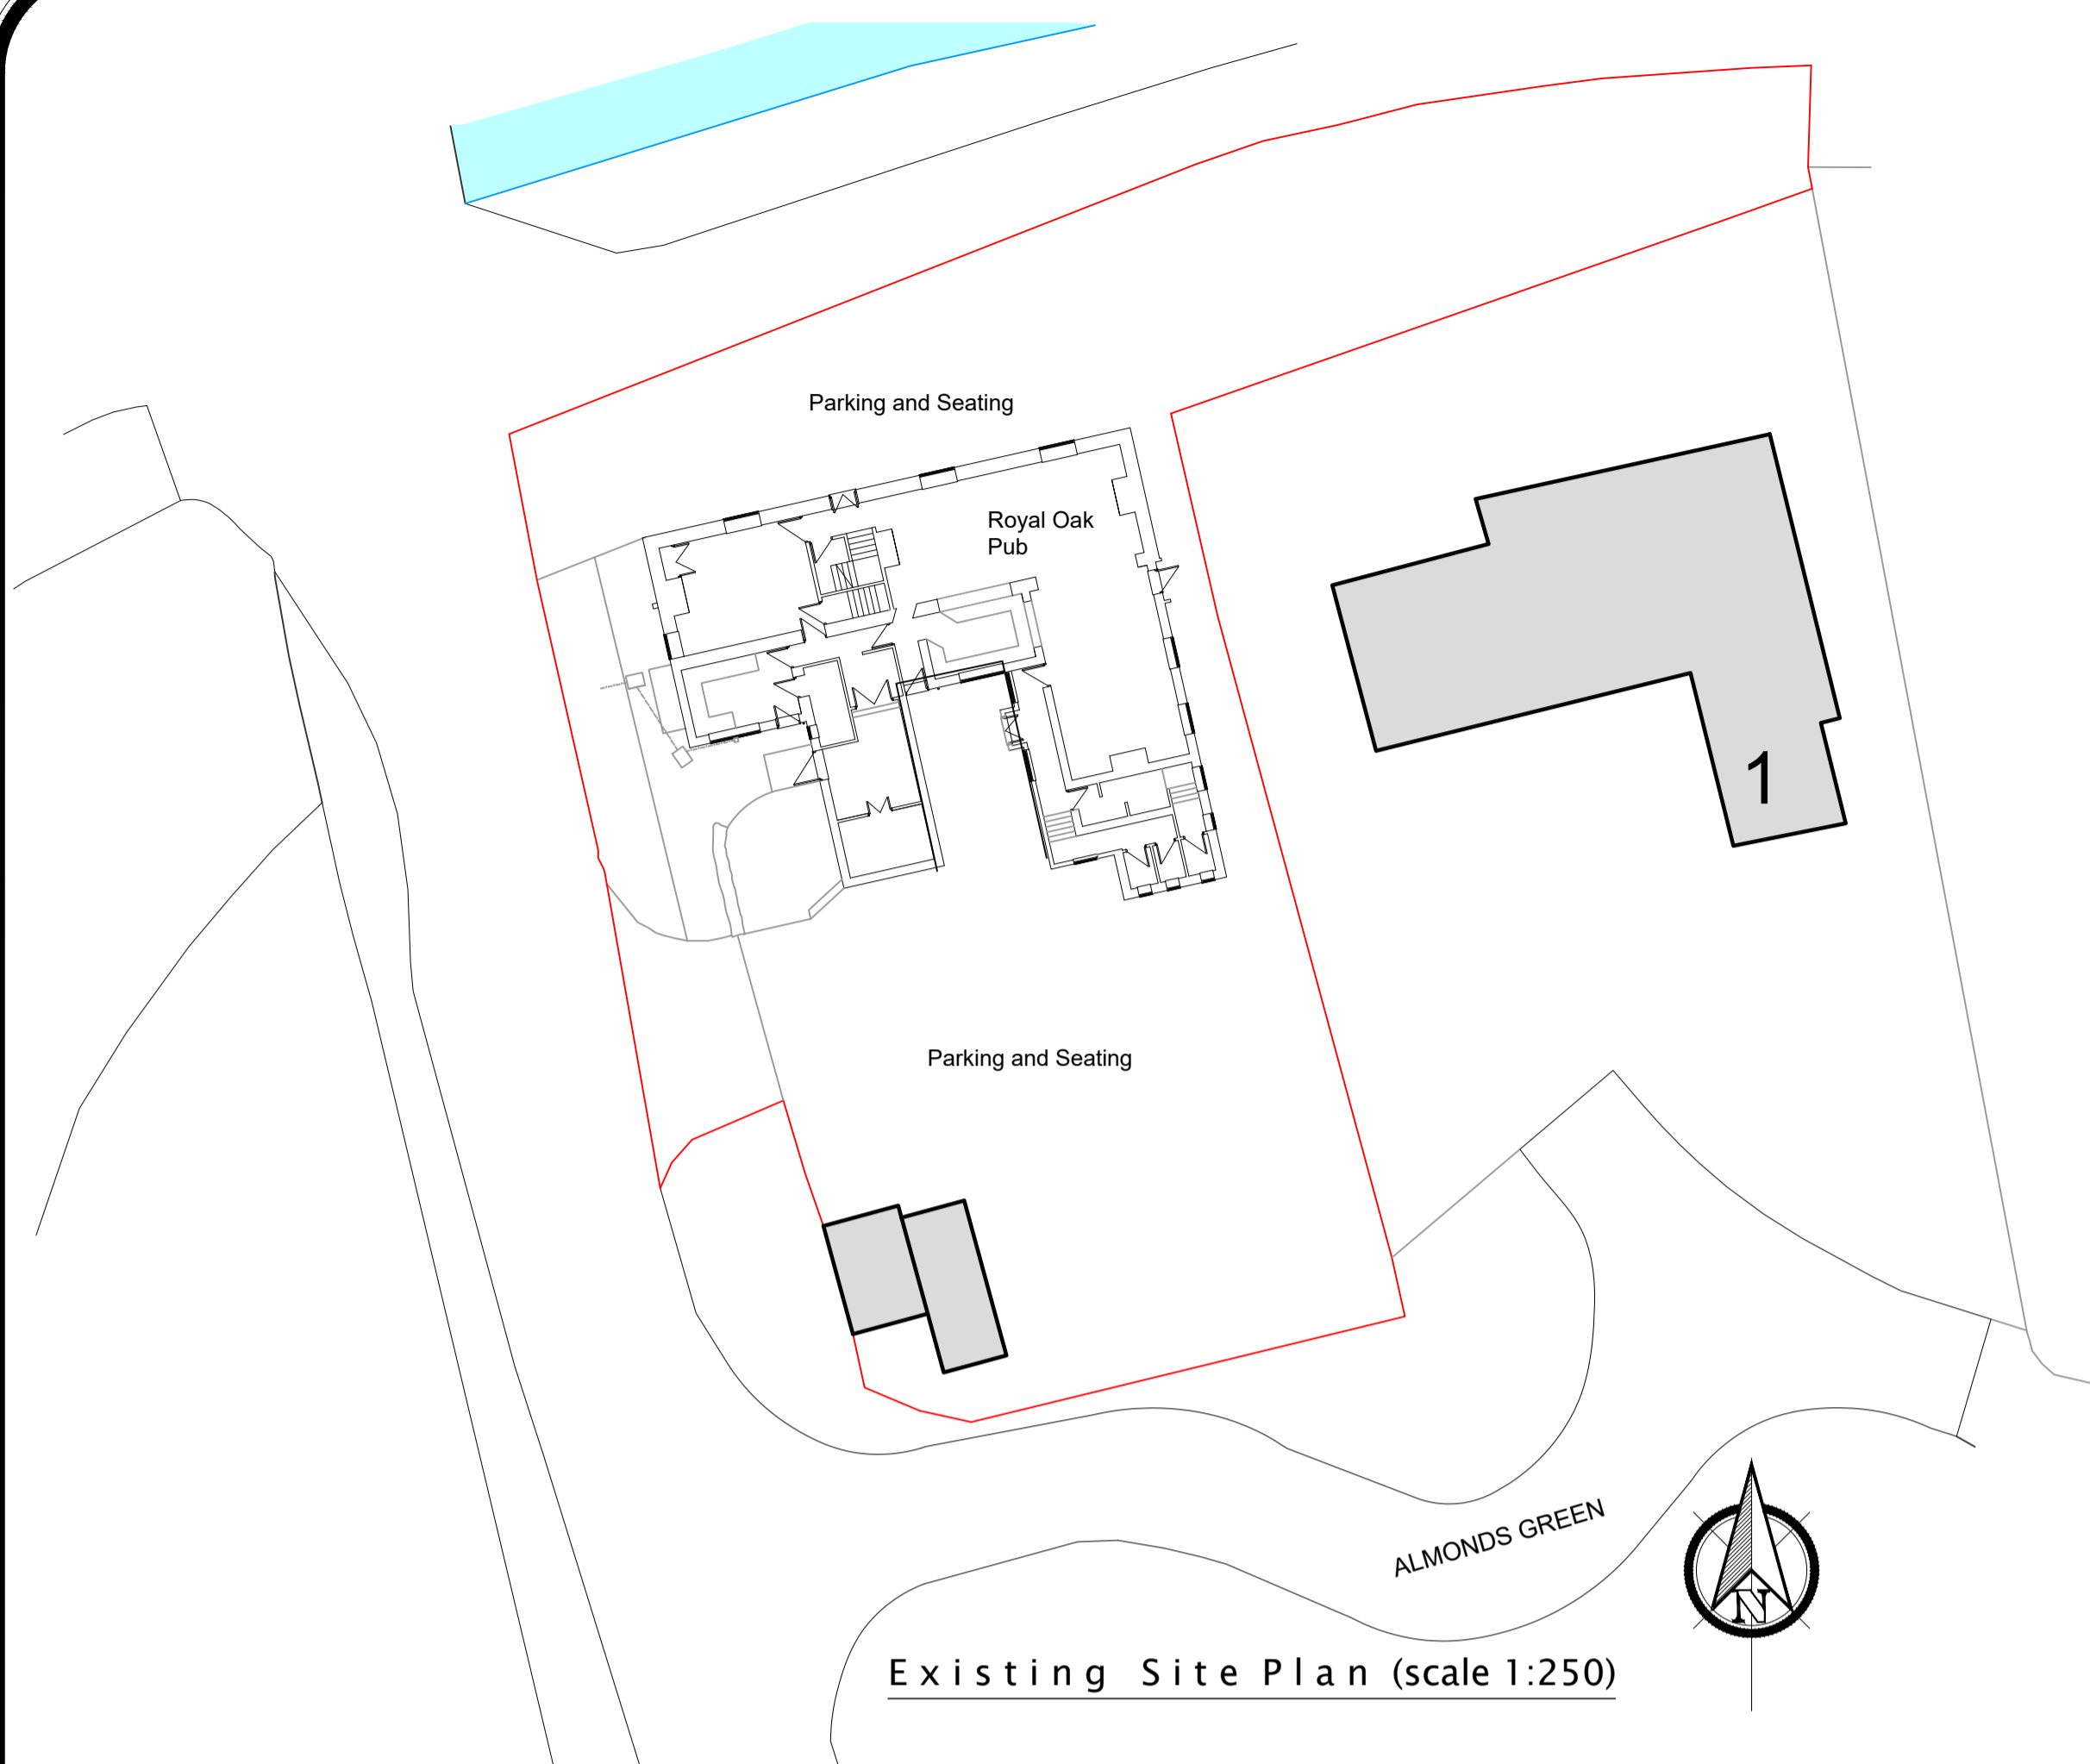 Parking and Seating
Royal Oak
Pub
1
Parking and Seating
ALMONDS GREEN
N
Existing Site Plan (scale 1:250)